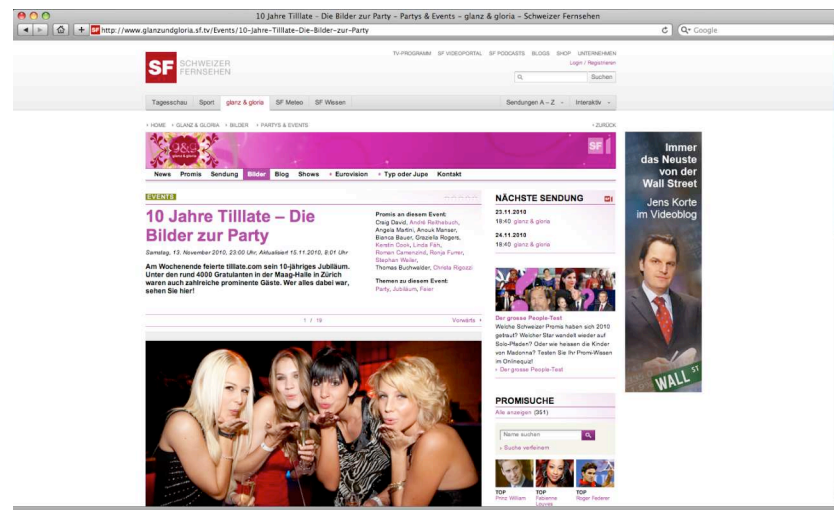 10 Jahre Tilllate – Die Bilder zur Party – Partys & Events – glanz & gloria – Schweizer Fernsehen
http://www.glanzundgloria.sf.tv/Events/10-Jahre-Tilllate-Die-Bilder-zur-Party
Google
TV-PROGRAMM SF VIDEOPORTAL SF PODCASTS BLOGS SHOP UNTERNEHMEN
Login / Registrieren
SF SCHWEIZER
FERNSEHEN
Suchen
Tagesschau Sport glanz & gloria SF Meteo SF Wissen Sendungen A – Z Interaktiv
HOME GLANZ & GLORIA BILDER PARTYS & EVENTS ZURÜCK
g&g
glanz & gloria
SF
News Promis Sendung Bilder Blog Shows Eurovision Typ oder Jupe Kontakt
EVENTS
10 Jahre Tilllate – Die
Bilder zur Party
Samstag, 13. November 2010, 23:00 Uhr, Aktualisiert 15.11.2010, 9:01 Uhr
Am Wochenende feierte tilllate.com sein 10-jähriges Jubiläum.
Unter den rund 4000 Gratulanten in der Maag-Halle in Zürich
waren auch zahlreiche prominente Gäste. Wer alles dabei war,
sehen Sie hier!
Promis an diesem Event:
Craig David, André Reithebuch,
Angela Martini, Anouk Manser,
Bianca Bauer, Graziella Rogers,
Kerstin Cook, Linda Fäh,
Roman Camenzind, Ronja Furrer,
Stephan Weiler,
Thomas Buchwalder, Christa Rigozzi
Themen zu diesem Event:
Party, Jubiläum, Feier
1 / 19 Vorwärts
NÄCHSTE SENDUNG
23.11.2010
18:40 glanz & gloria
24.11.2010
18:40 glanz & gloria
Der grosse People-Test
Welche Schweizer Promis haben sich 2010
getraut? Welcher Star wandelt wieder auf
Solo-Pfaden? Oder wie heissen die Kinder
von Madonna? Testen Sie Ihr Promi-Wissen
im Onlinequiz!
Der grosse People-Test
PROMISUCHE
Alle anzeigen (351)
Name suchen
Suche verfeinern
TOP
Prinz William
TOP
Fabienne
Louves
TOP
Roger Federer
Immer
das Neuste
von der
Wall Street
Jens Korte
im Videoblog
WALL ST